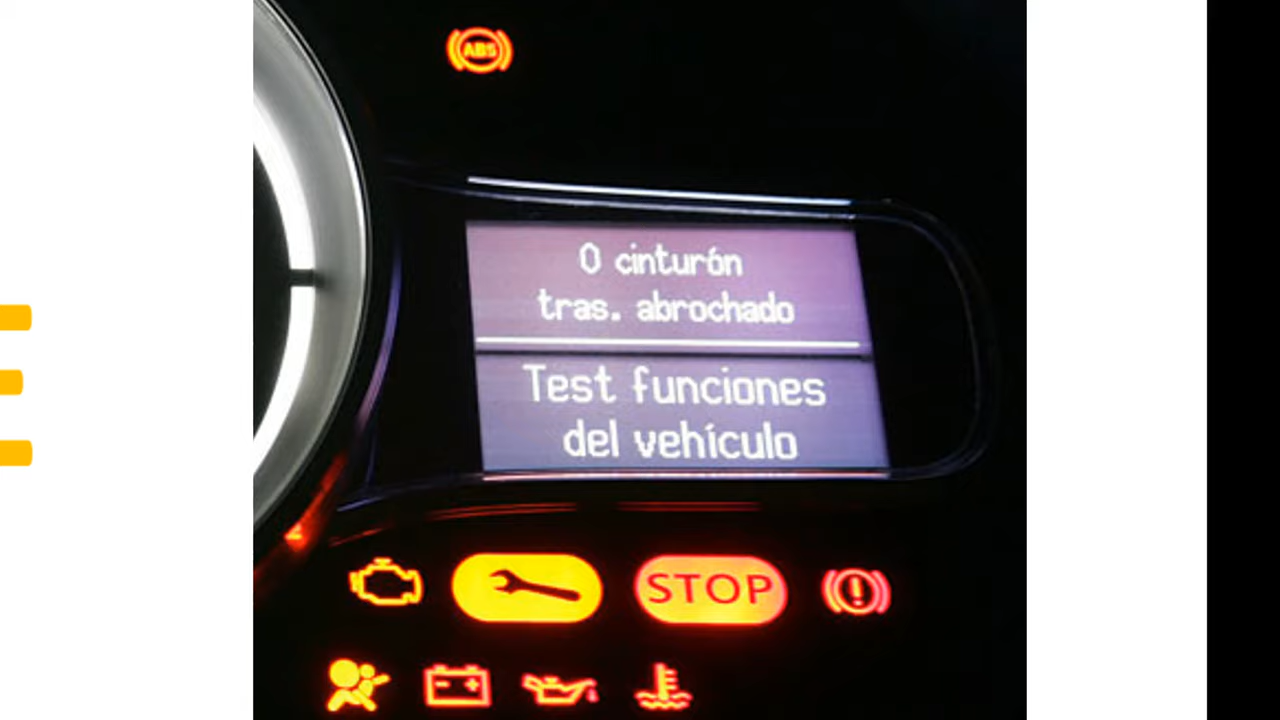 ABS
0 cinturón
tras. abrochado
Test funciones
del vehículo
STOP